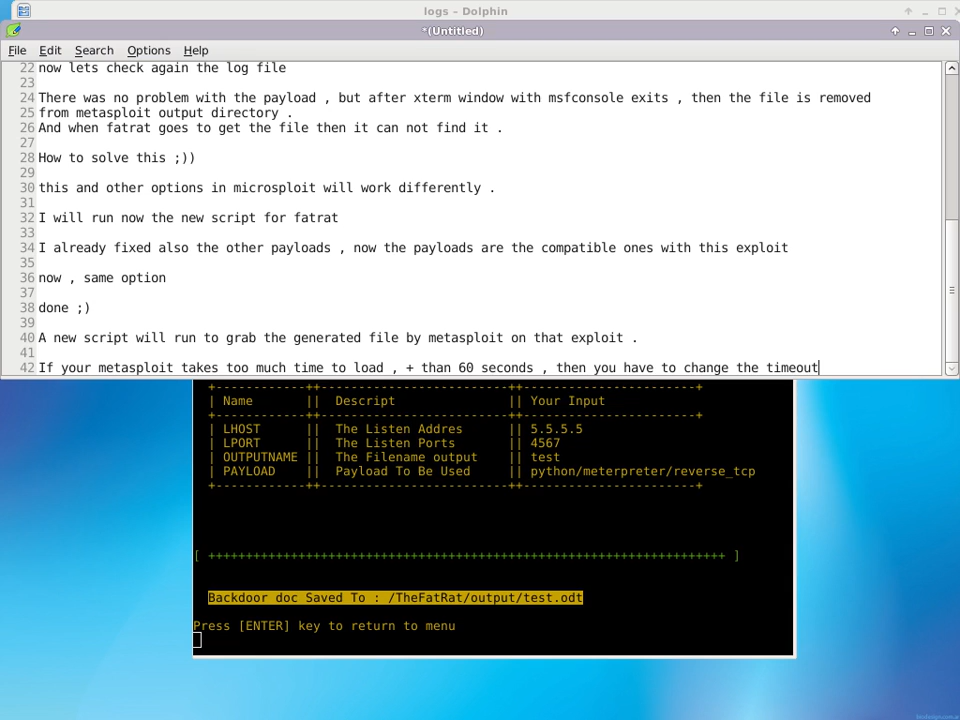 logs – Dolphin
*(Untitled)
File Edit Search Options Help
22 now lets check again the log file
23
24 There was no problem with the payload , but after xterm window with msfconsole exits , then the file is removed
25 from metasploit output directory .
26 And when fatrat goes to get the file then it can not find it .
27
28 How to solve this ;))
29
30 this and other options in microsploit will work differently .
31
32 I will run now the new script for fatrat
33
34 I already fixed also the other payloads , now the payloads are the compatible ones with this exploit
35
36 now , same option
37
38 done ;)
39
40 A new script will run to grab the generated file by metasploit on that exploit .
41
42 If your metasploit takes too much time to load , + than 60 seconds , then you have to change the timeout
+-------------++---------------------------++-----------------------+
| Name || Descript || Your Input
+-------------++---------------------------++-----------------------+
| LHOST || The Listen Addres || 5.5.5.5
| LPORT || The Listen Ports || 4567
| OUTPUTNAME || The Filename output || test
| PAYLOAD || Payload To Be Used || python/meterpreter/reverse_tcp
+-------------++---------------------------++-----------------------+
[ +++++++++++++++++++++++++++++++++++++++++++++++++++++++++++++++++++++ ]
Backdoor doc Saved To : /TheFatRat/output/test.odt
Press [ENTER] key to return to menu